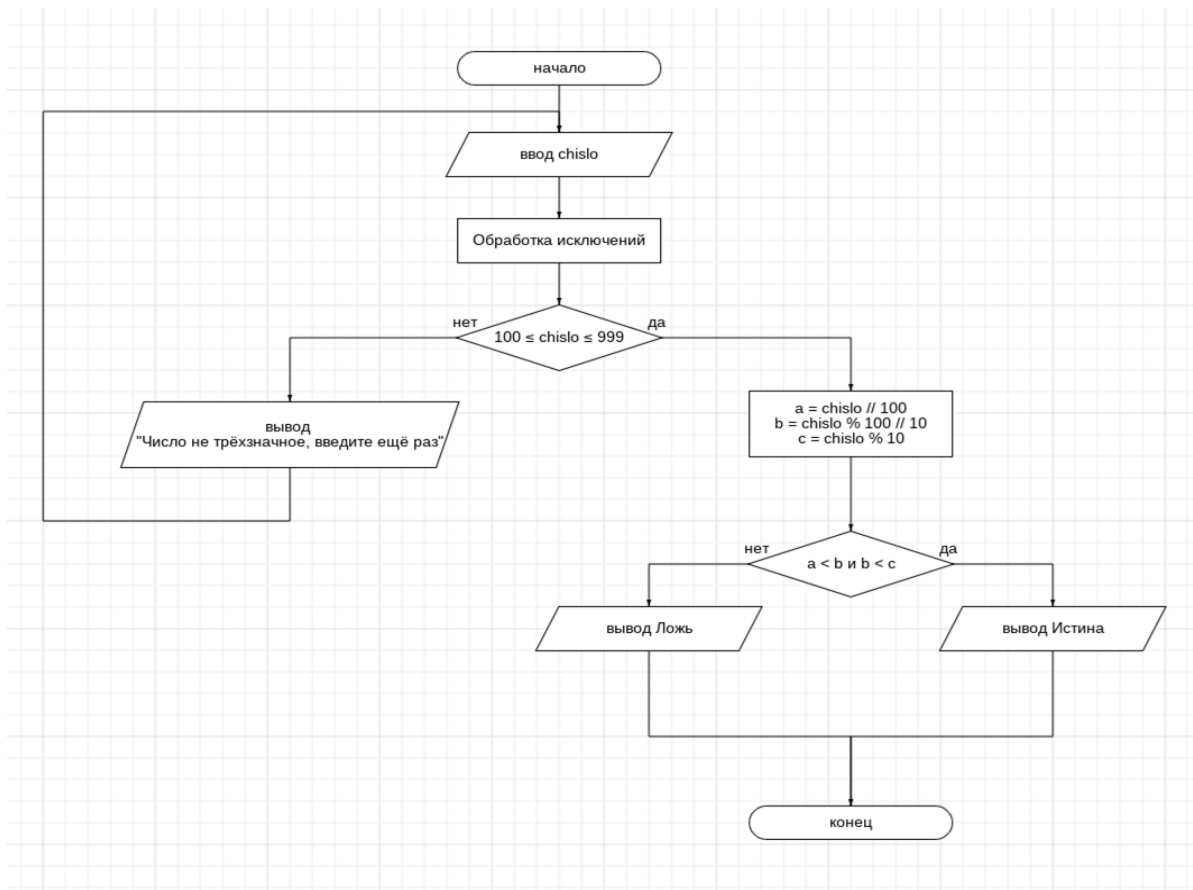 начало
ввод chislo
Обработка исключений
нет
да
100 ≤ chislo ≤ 999
вывод
"Число не трёхзначное, введите ещё раз"
a = chislo // 100
b = chislo % 100 // 10
c = chislo % 10
нет
да
a < b и b < c
вывод Ложь
вывод Истина
конец